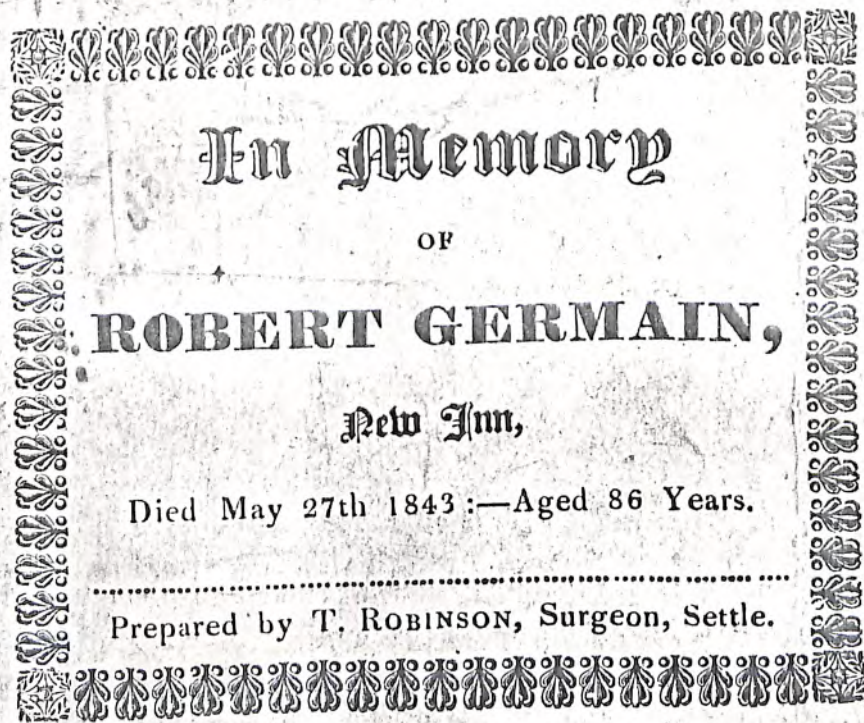 In Memory
OF
ROBERT GERMAIN,
New Inn,
Died May 27th 1843:—Aged 86 Years.
Prepared by T. ROBINSON, Surgeon, Settle.